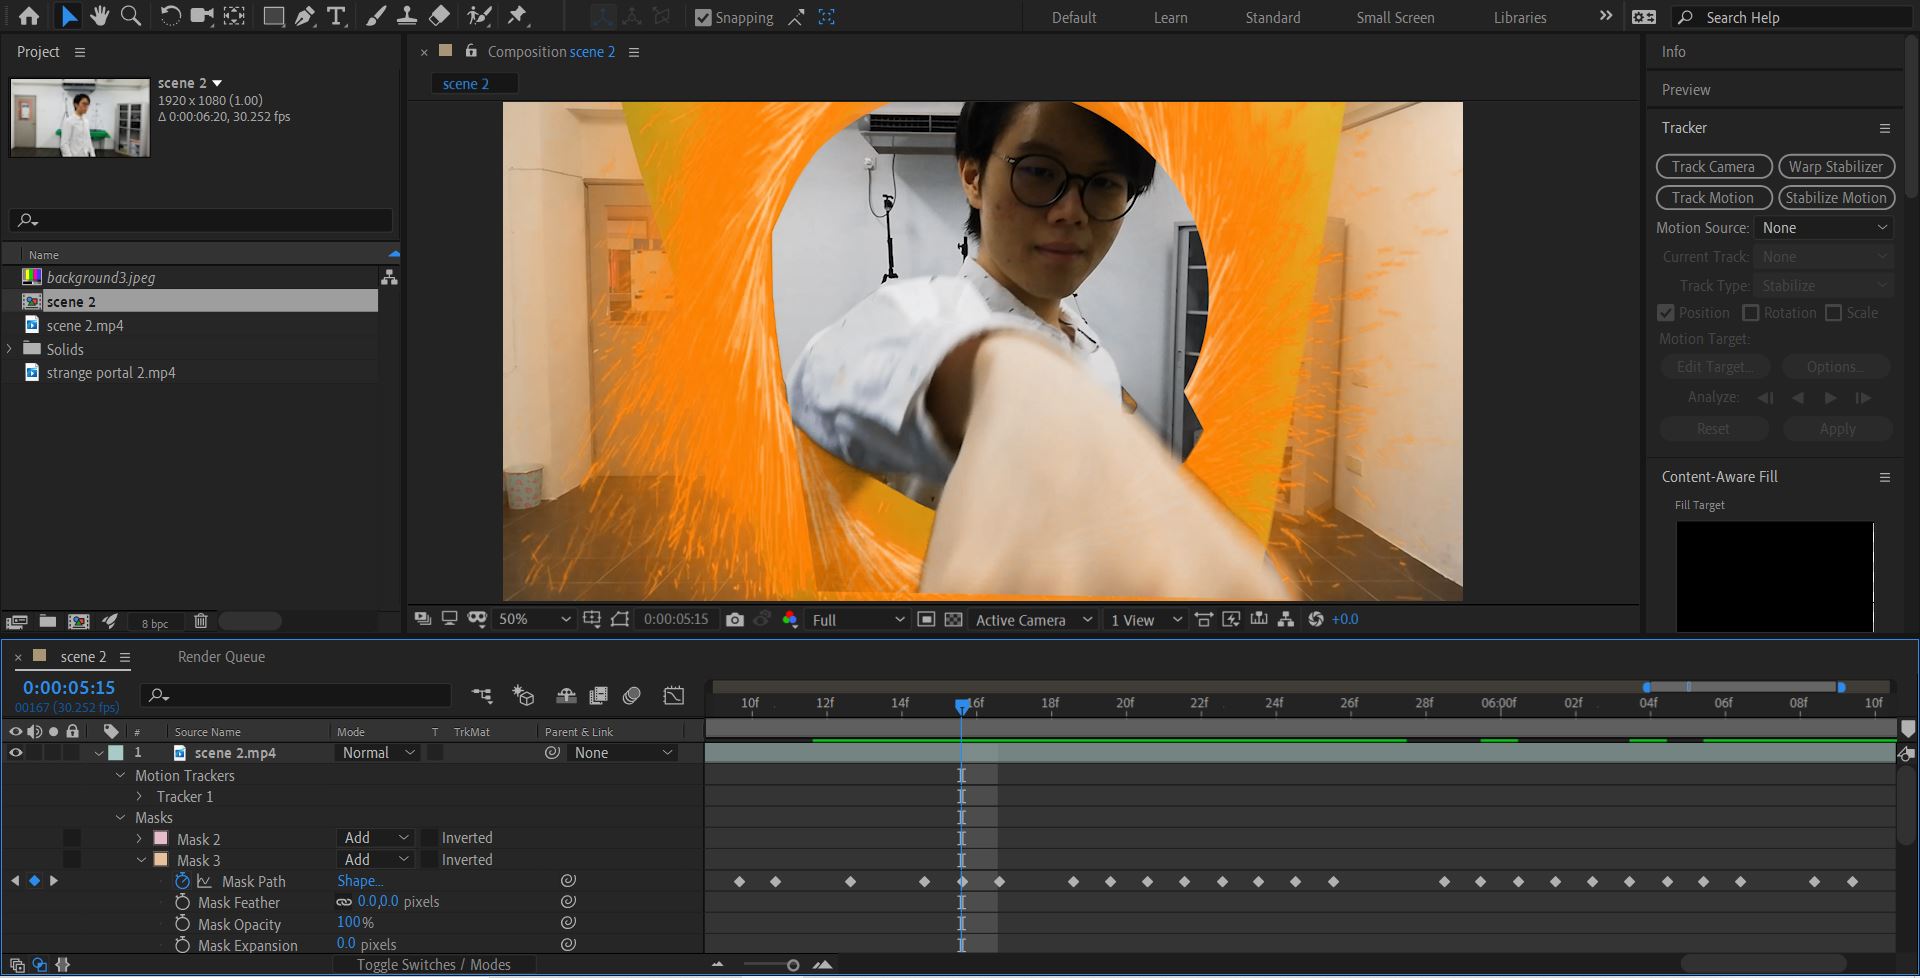 Snapping
Default
Learn
Standard
Small Screen
Libraries
Search Help
Project
scene 2
1920 x 1080 (1.00)
Δ 0:00:06:20, 30.252 fps
Name
background3.jpeg
scene 2
scene 2.mp4
Solids
strange portal 2.mp4
8 bpc
Composition scene 2
scene 2
50%
0:00:05:15
Full
Active Camera
1 View
+0.0
Info
Preview
Tracker
Track Camera
Warp Stabilizer
Track Motion
Stabilize Motion
Motion Source: None
Current Track: None
Track Type: Stabilize
Position Rotation Scale
Motion Target:
Edit Target... Options...
Analyze:
Reset Apply
Content-Aware Fill
Fill Target
scene 2
Render Queue
0:00:05:15
00167 (30.252 fps)
10f 12f 14f 16f 18f 20f 22f 24f 26f 28f 06:00f 02f 04f 06f 08f 10f
# Source Name Mode T TrkMat Parent & Link
1 scene 2.mp4 Normal None
Motion Trackers
Tracker 1
Masks
Mask 2 Add Inverted
Mask 3 Add Inverted
Mask Path Shape...
Mask Feather 0.0,0.0 pixels
Mask Opacity 100%
Mask Expansion 0.0 pixels
Toggle Switches / Modes